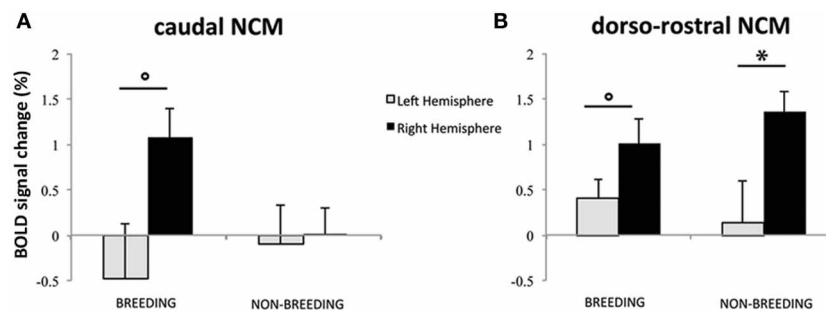 A
caudal NCM
BOLD signal change (%)
2
1.5
1
0.5
0
-0.5
°
BREEDING
NON-BREEDING
Left Hemisphere
Right Hemisphere
B
dorso-rostral NCM
2
1.5
1
0.5
0
-0.5
°
*
BREEDING
NON-BREEDING